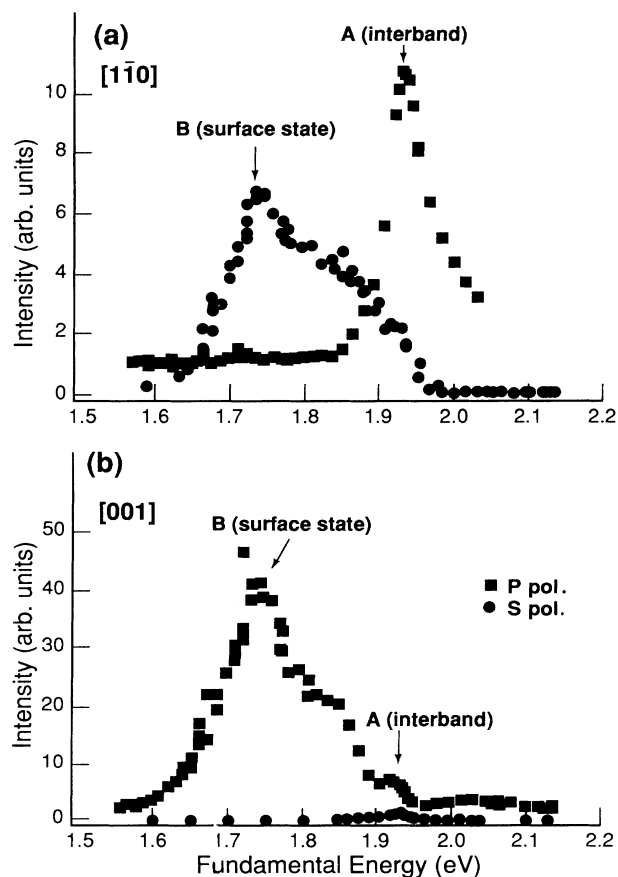 (a)
[11̄0]
A (interband)
B (surface state)
Intensity (arb. units)
10
8
6
4
2
0
1.5 1.6 1.7 1.8 1.9 2.0 2.1 2.2
(b)
[001]
B (surface state)
P pol.
S pol.
A (interband)
Intensity (arb. units)
50
40
30
20
10
0
1.5 1.6 1.7 1.8 1.9 2.0 2.1 2.2
Fundamental Energy (eV)